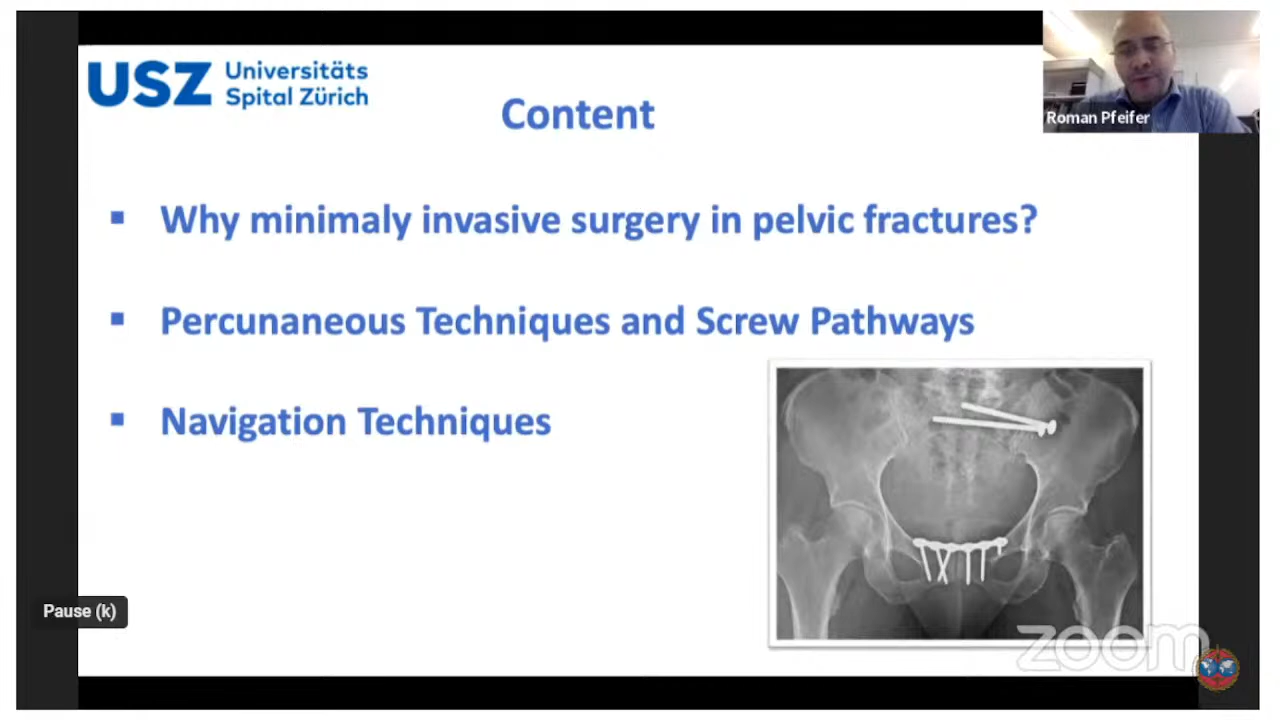 USZ Universitäts
Spital Zürich
Content
Roman Pfeifer
▪ Why minimaly invasive surgery in pelvic fractures?
▪ Percunaneous Techniques and Screw Pathways
▪ Navigation Techniques
Pause (k)
zoom